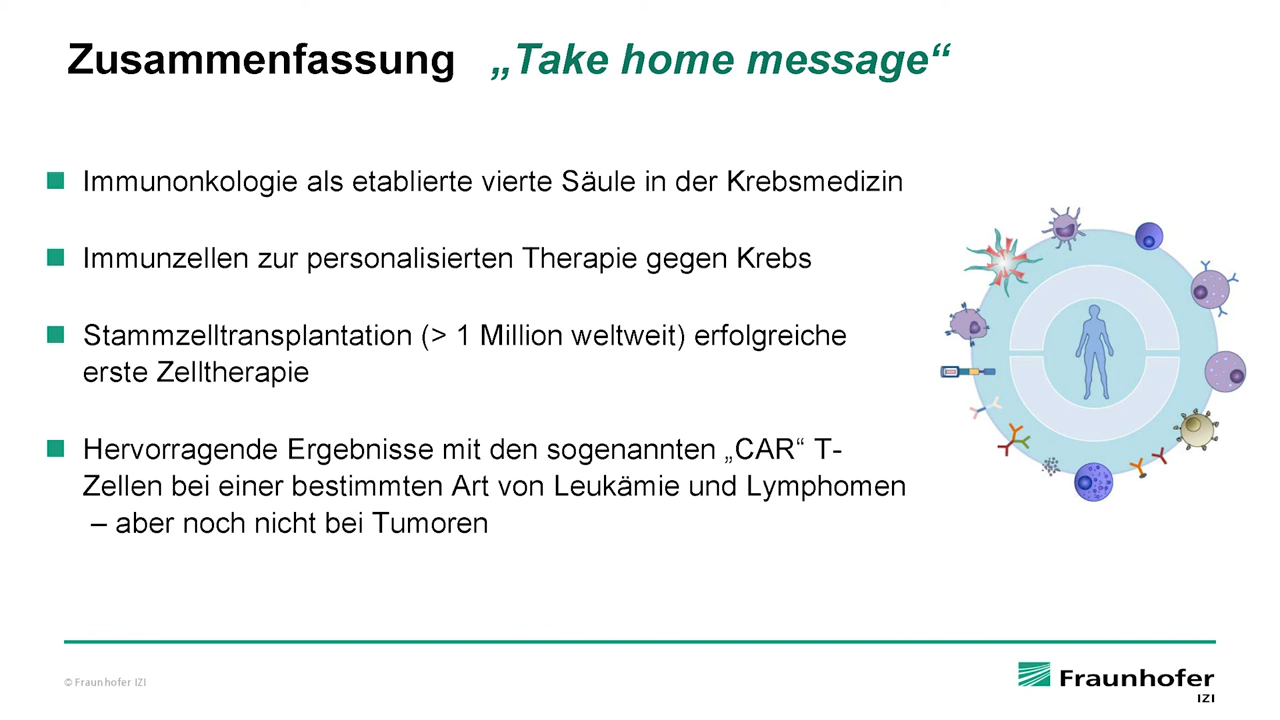 Zusammenfassung „Take home message“
Immunonkologie als etablierte vierte Säule in der Krebsmedizin
Immunzellen zur personalisierten Therapie gegen Krebs
Stammzelltransplantation (> 1 Million weltweit) erfolgreiche
erste Zelltherapie
Hervorragende Ergebnisse mit den sogenannten „CAR“ T-
Zellen bei einer bestimmten Art von Leukämie und Lymphomen
– aber noch nicht bei Tumoren
© Fraunhofer IZI
Fraunhofer
IZI